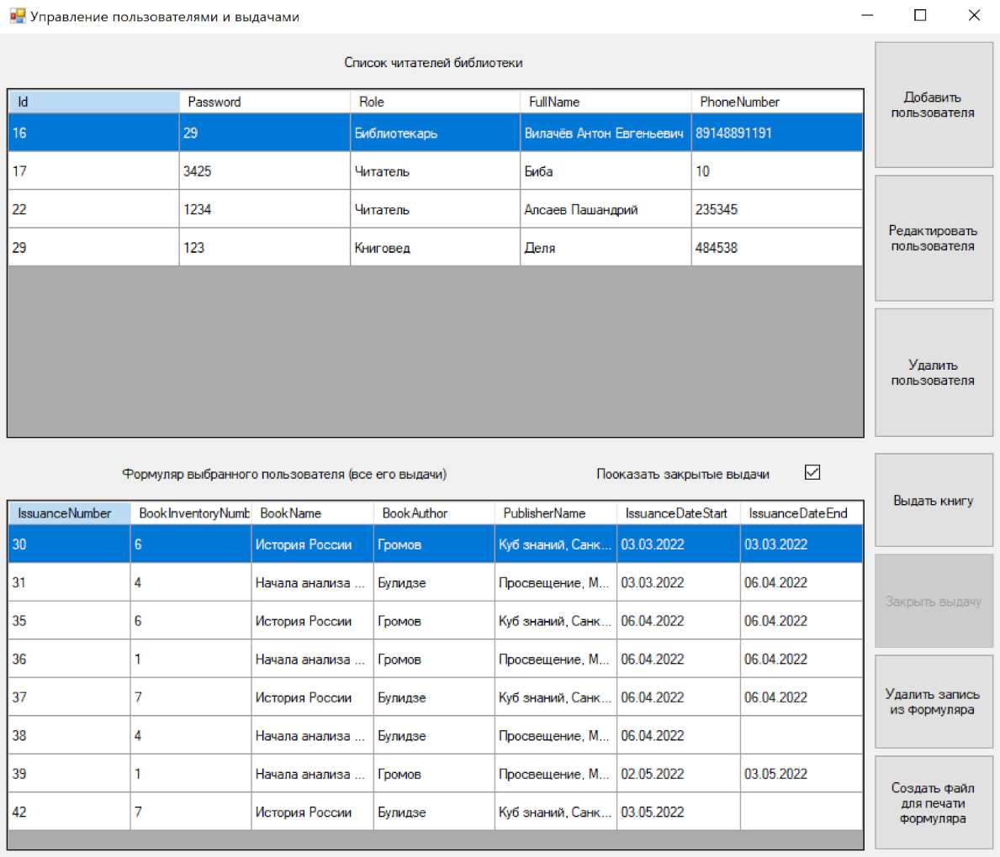 Управление пользователями и выдачами
Список читателей библиотеки
Id Password Role FullName PhoneNumber
16 29 Библиотекарь Вилачёв Антон Евгеньевич 89148891191
17 3425 Читатель Биба 10
22 1234 Читатель Алсаев Пашандрий 235345
29 123 Книговед Деля 484538
Добавить
пользователя
Редактировать
пользователя
Удалить
пользователя
Формуляр выбранного пользователя (все его выдачи) Пооказать закрытые выдачи
IssuanceNumber BookInventoryNumb BookName BookAuthor PublisherName IssuanceDateStart IssuanceDateEnd
30 6 История России Громов Куб знаний, Санк... 03.03.2022 03.03.2022
31 4 Начала анализа ... Булидзе Просвещение, М... 03.03.2022 06.04.2022
35 6 История России Громов Куб знаний, Санк... 06.04.2022 06.04.2022
36 1 Начала анализа ... Громов Просвещение, М... 06.04.2022 06.04.2022
37 7 История России Булидзе Куб знаний, Санк... 06.04.2022 06.04.2022
38 4 Начала анализа ... Булидзе Просвещение, М... 06.04.2022
39 1 Начала анализа ... Громов Просвещение, М... 02.05.2022 03.05.2022
42 7 История России Булидзе Куб знаний, Санк... 03.05.2022
Выдать книгу
Закрыть выдачу
Удалить запись
из формуляра
Создать файл
для печати
формуляра